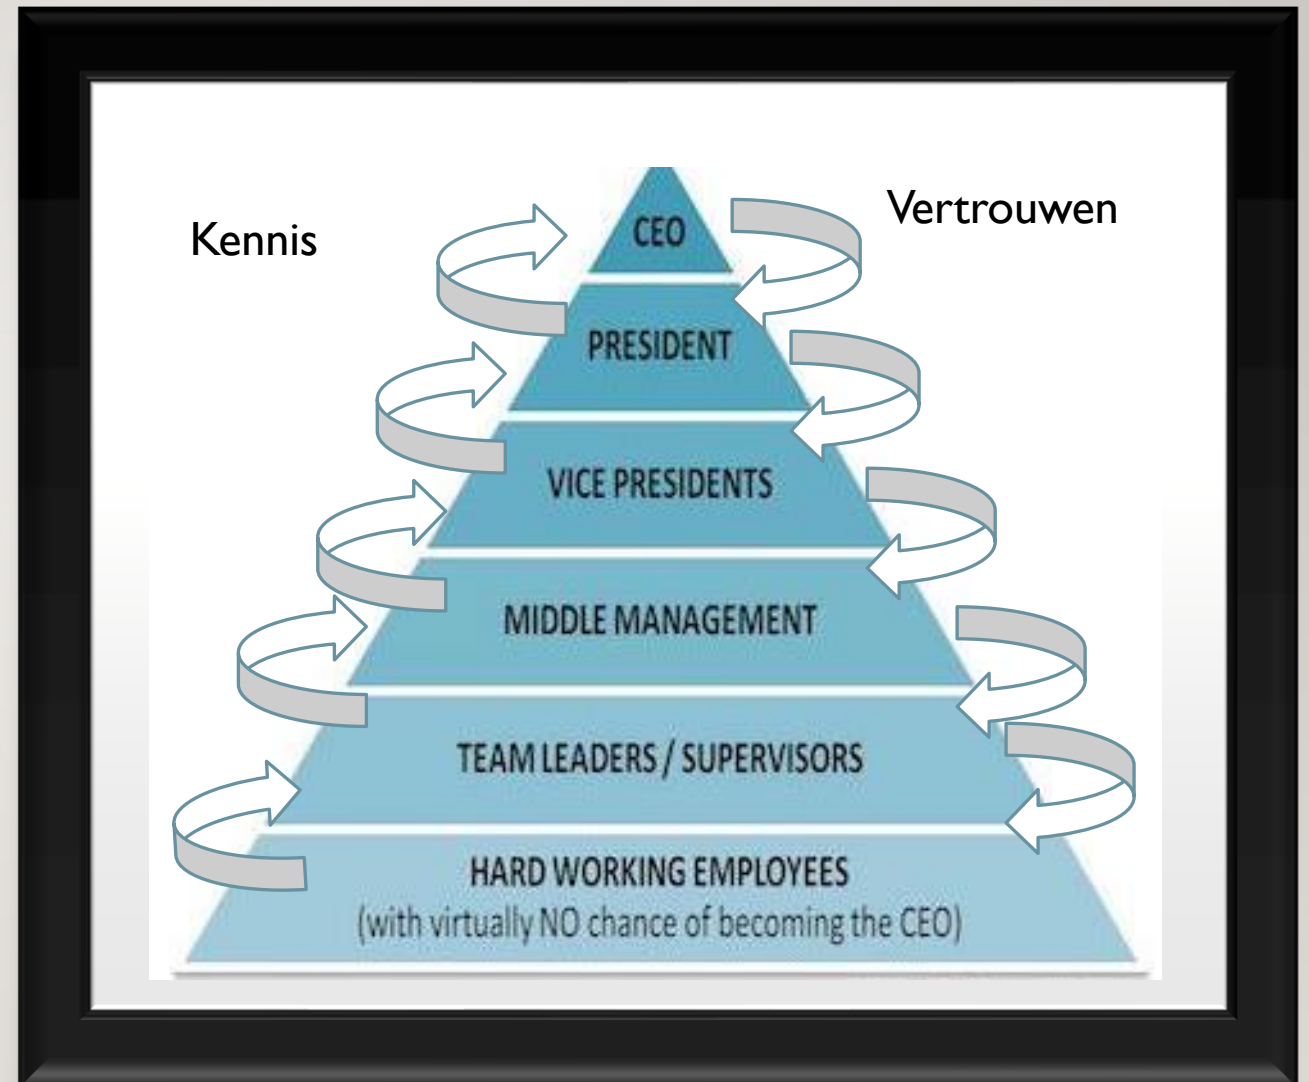 Kennis
Vertrouwen
CEO
PRESIDENT
VICE PRESIDENTS
MIDDLE MANAGEMENT
TEAM LEADERS / SUPERVISORS
HARD WORKING EMPLOYEES
(with virtually NO chance of becoming the CEO)